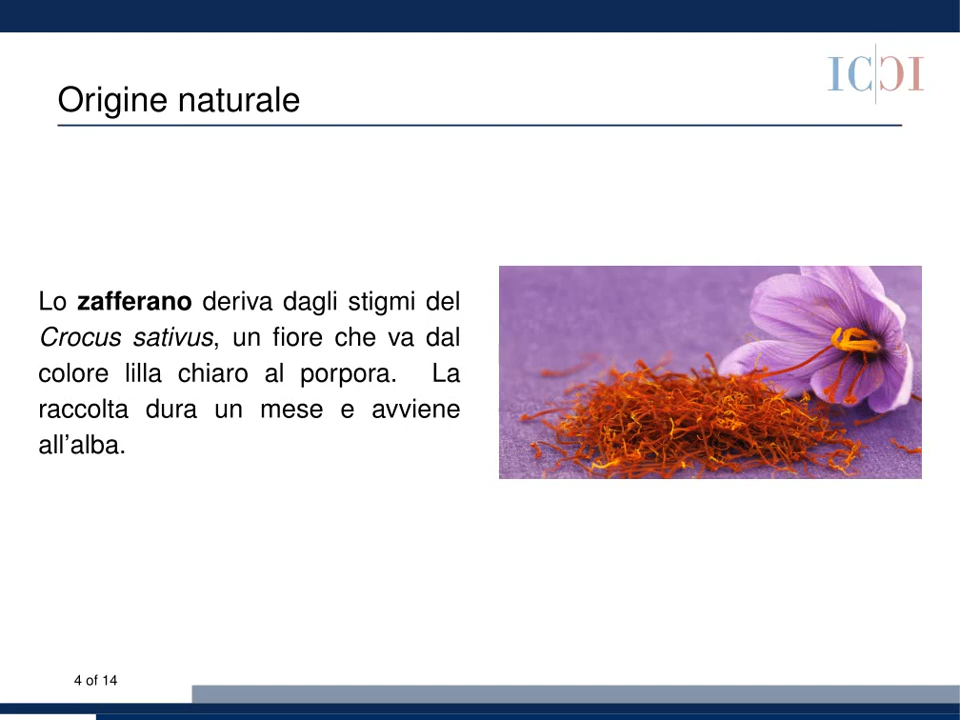 ICCI
Origine naturale
Lo zafferano deriva dagli stigmi del
Crocus sativus, un fiore che va dal
colore lilla chiaro al porpora. La
raccolta dura un mese e avviene
all’alba.
4 of 14